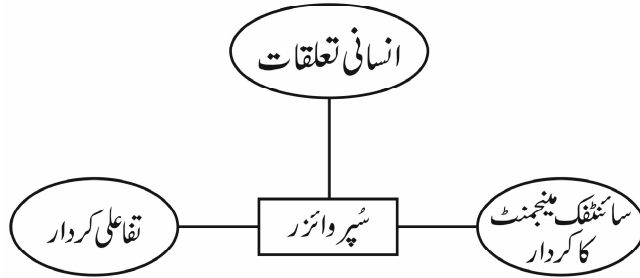 انسانی تعلقات
سائنٹفک مینجمنٹ
کا کردار
سُپروائزر
تفاعلی کردار